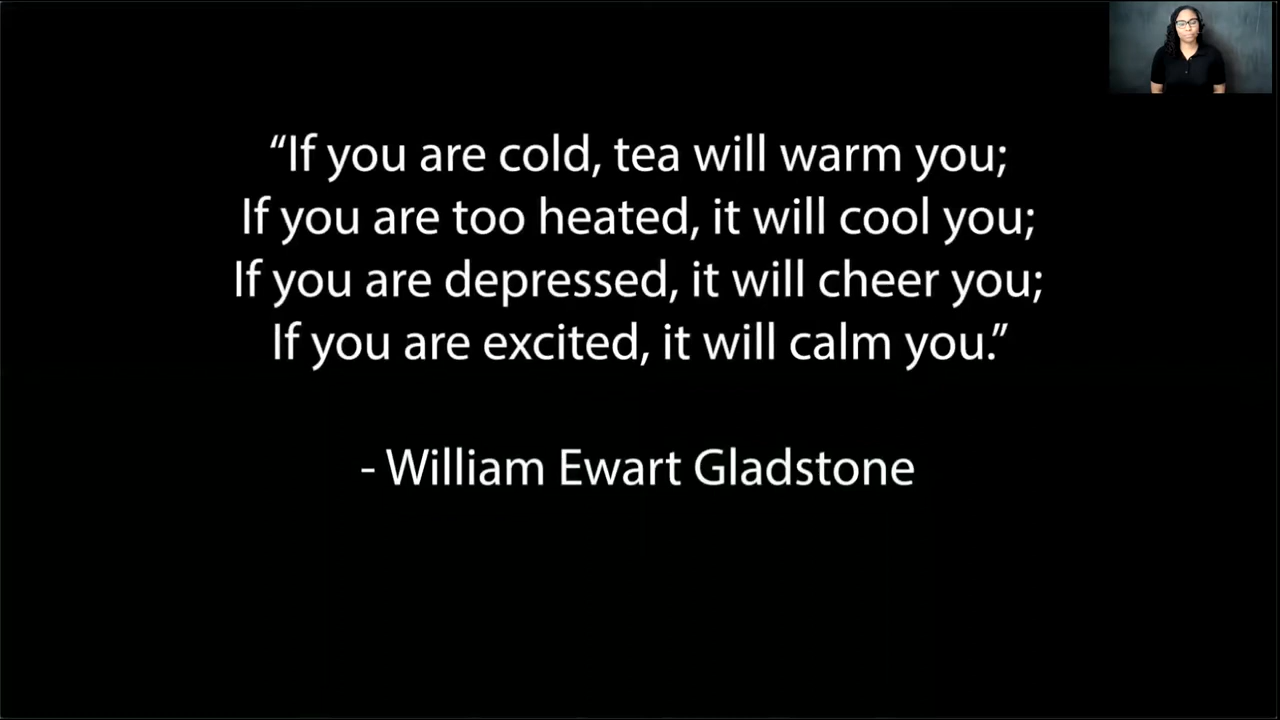 “If you are cold, tea will warm you;
If you are too heated, it will cool you;
If you are depressed, it will cheer you;
If you are excited, it will calm you.”
- William Ewart Gladstone